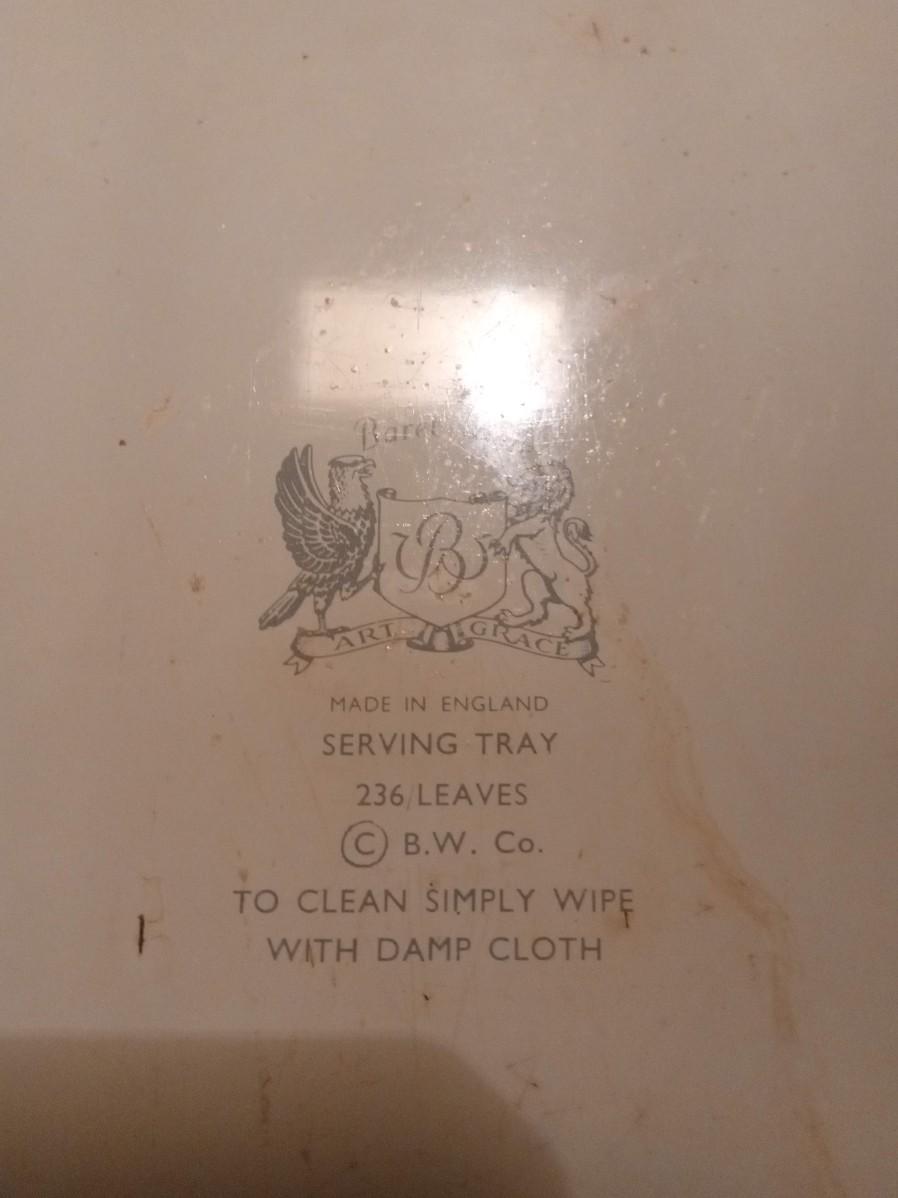 B
ART GRACE
MADE IN ENGLAND
SERVING TRAY
236/LEAVES
© B.W. Co.
TO CLEAN SIMPLY WIPE
WITH DAMP CLOTH